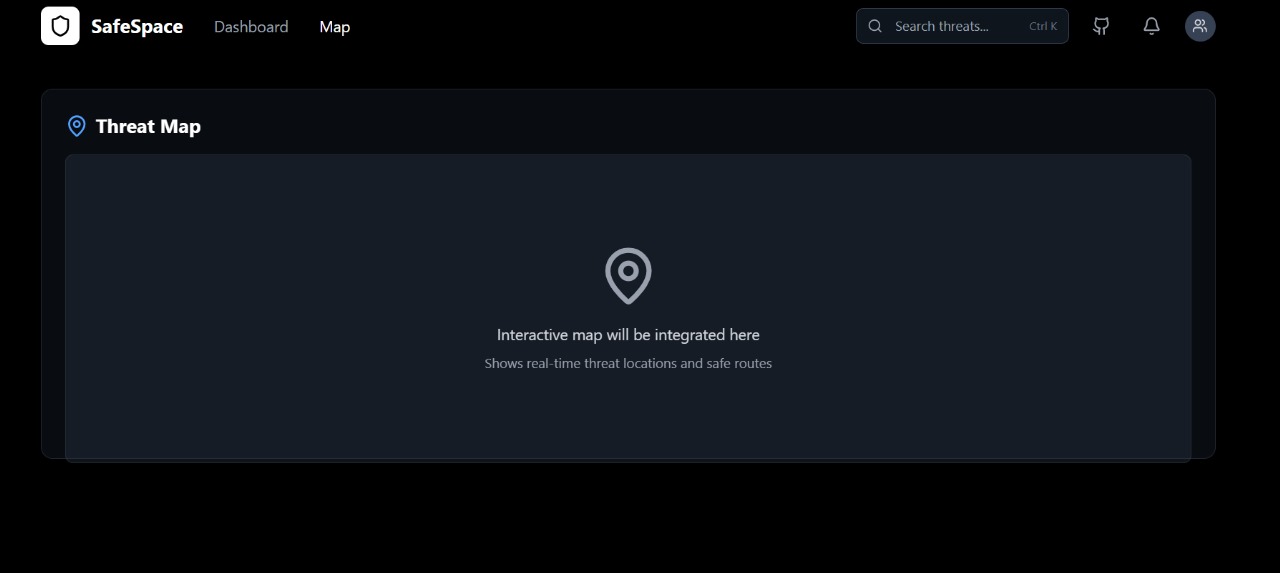 SafeSpace Dashboard Map Search threats... Ctrl K
Threat Map
Interactive map will be integrated here
Shows real-time threat locations and safe routes